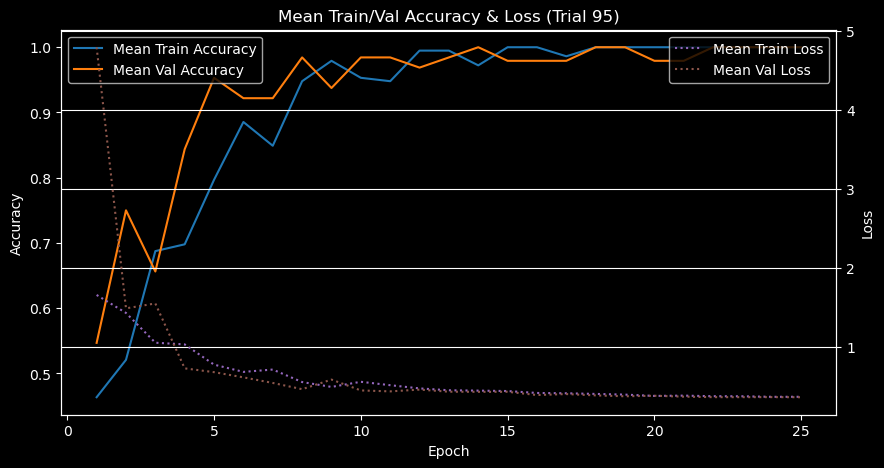 Mean Train/Val Accuracy & Loss (Trial 95)
Mean Train Accuracy
Mean Val Accuracy
Mean Train Loss
Mean Val Loss
1.0
0.9
0.8
0.7
0.6
0.5
Accuracy
5
4
3
2
1
Loss
0
5
10
15
20
25
Epoch